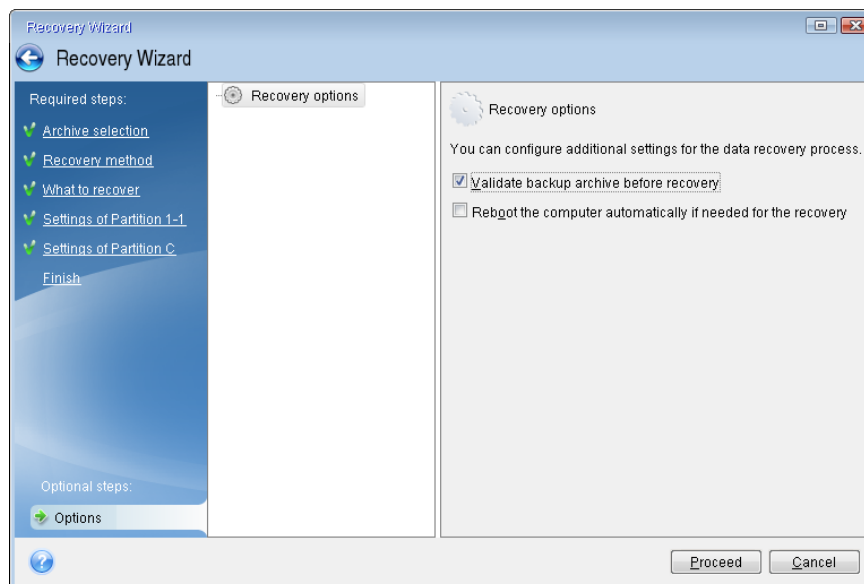 Recovery Wizard
Recovery Wizard
Required steps:
Archive selection
Recovery method
What to recover
Settings of Partition 1-1
Settings of Partition C
Finish
Optional steps:
Options
Recovery options
Recovery options
You can configure additional settings for the data recovery process.
Validate backup archive before recovery
Reboot the computer automatically if needed for the recovery
Proceed
Cancel